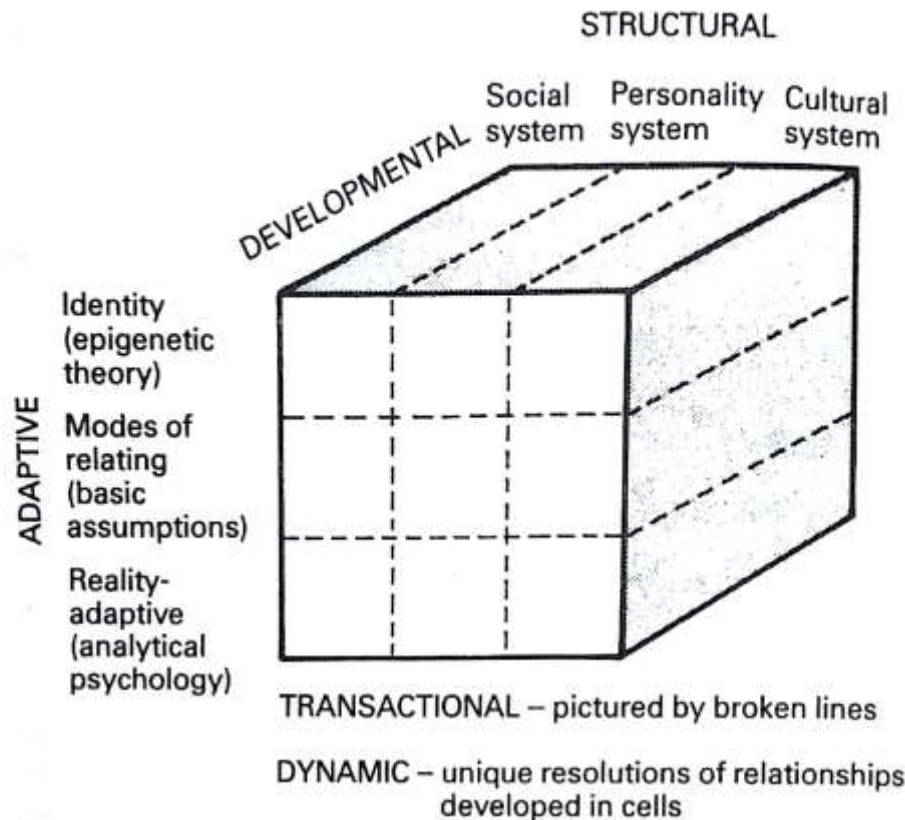 STRUCTURAL
Social
system
Personality
system
Cultural
system
DEVELOPMENTAL
ADAPTIVE
Identity
(epigenetic
theory)
Modes of
relating
(basic
assumptions)
Reality-
adaptive
(analytical
psychology)
TRANSACTIONAL – pictured by broken lines
DYNAMIC – unique resolutions of relationships
developed in cells